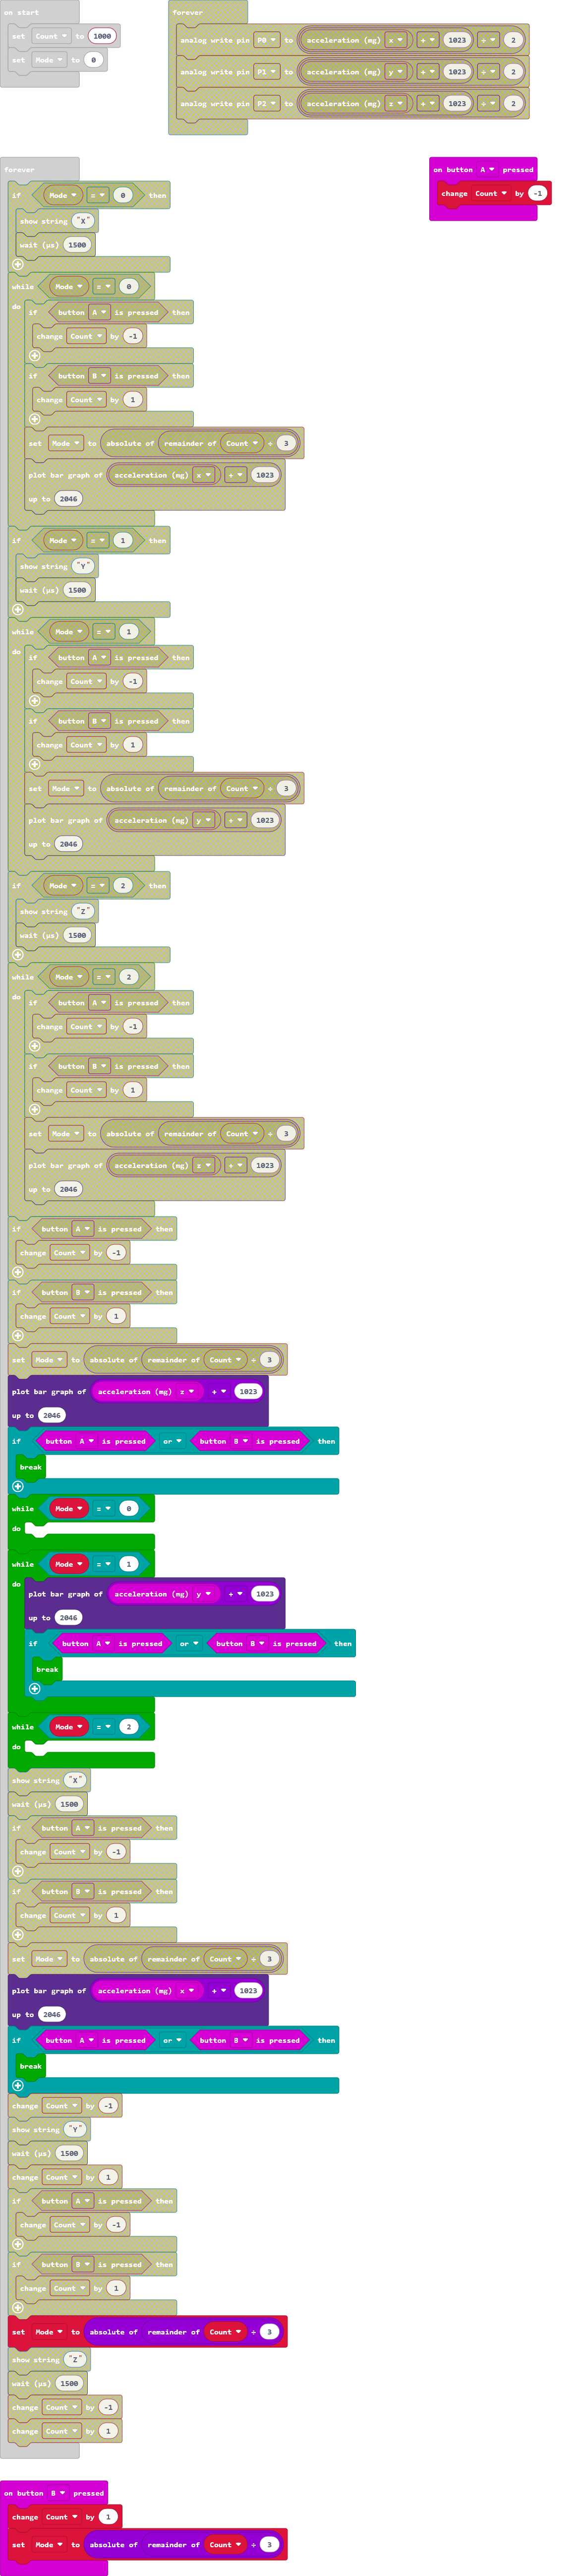 on start
set Count to 1000
set Mode to 0
forever
analog write pin P0 to acceleration (mg) x + 1023 ÷ 2
analog write pin P1 to acceleration (mg) y + 1023 ÷ 2
analog write pin P2 to acceleration (mg) z + 1023 ÷ 2
forever
if Mode = 0 then
show string "X"
wait (µs) 1500
while Mode = 0
do if button A is pressed then
change Count by -1
if button B is pressed then
change Count by 1
set Mode to absolute of remainder of Count ÷ 3
plot bar graph of acceleration (mg) x + 1023
up to 2046
if Mode = 1 then
show string "Y"
wait (µs) 1500
while Mode = 1
do if button A is pressed then
change Count by -1
if button B is pressed then
change Count by 1
set Mode to absolute of remainder of Count ÷ 3
plot bar graph of acceleration (mg) y + 1023
up to 2046
if Mode = 2 then
show string "Z"
wait (µs) 1500
while Mode = 2
do if button A is pressed then
change Count by -1
if button B is pressed then
change Count by 1
set Mode to absolute of remainder of Count ÷ 3
plot bar graph of acceleration (mg) z + 1023
up to 2046
if button A is pressed then
change Count by -1
if button B is pressed then
change Count by 1
set Mode to absolute of remainder of Count ÷ 3
plot bar graph of acceleration (mg) z + 1023
up to 2046
if button A is pressed or button B is pressed then
break
while Mode = 0
do
while Mode = 1
do plot bar graph of acceleration (mg) y + 1023
up to 2046
if button A is pressed or button B is pressed then
break
while Mode = 2
do
show string "X"
wait (µs) 1500
if button A is pressed then
change Count by -1
if button B is pressed then
change Count by 1
set Mode to absolute of remainder of Count ÷ 3
plot bar graph of acceleration (mg) x + 1023
up to 2046
if button A is pressed or button B is pressed then
break
change Count by -1
show string "Y"
wait (µs) 1500
change Count by 1
if button A is pressed then
change Count by -1
if button B is pressed then
change Count by 1
set Mode to absolute of remainder of Count ÷ 3
show string "Z"
wait (µs) 1500
change Count by -1
change Count by 1
on button A pressed
change Count by -1
on button B pressed
change Count by 1
set Mode to absolute of remainder of Count ÷ 3